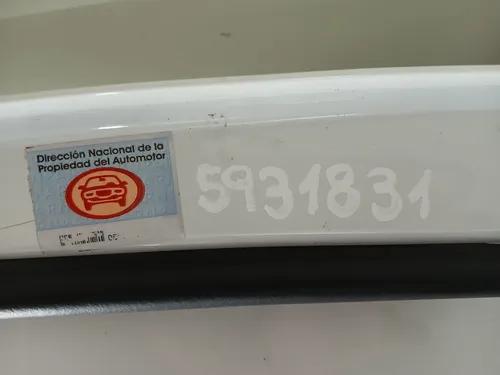 Dirección Nacional de la
Propiedad del Automotor
5931831